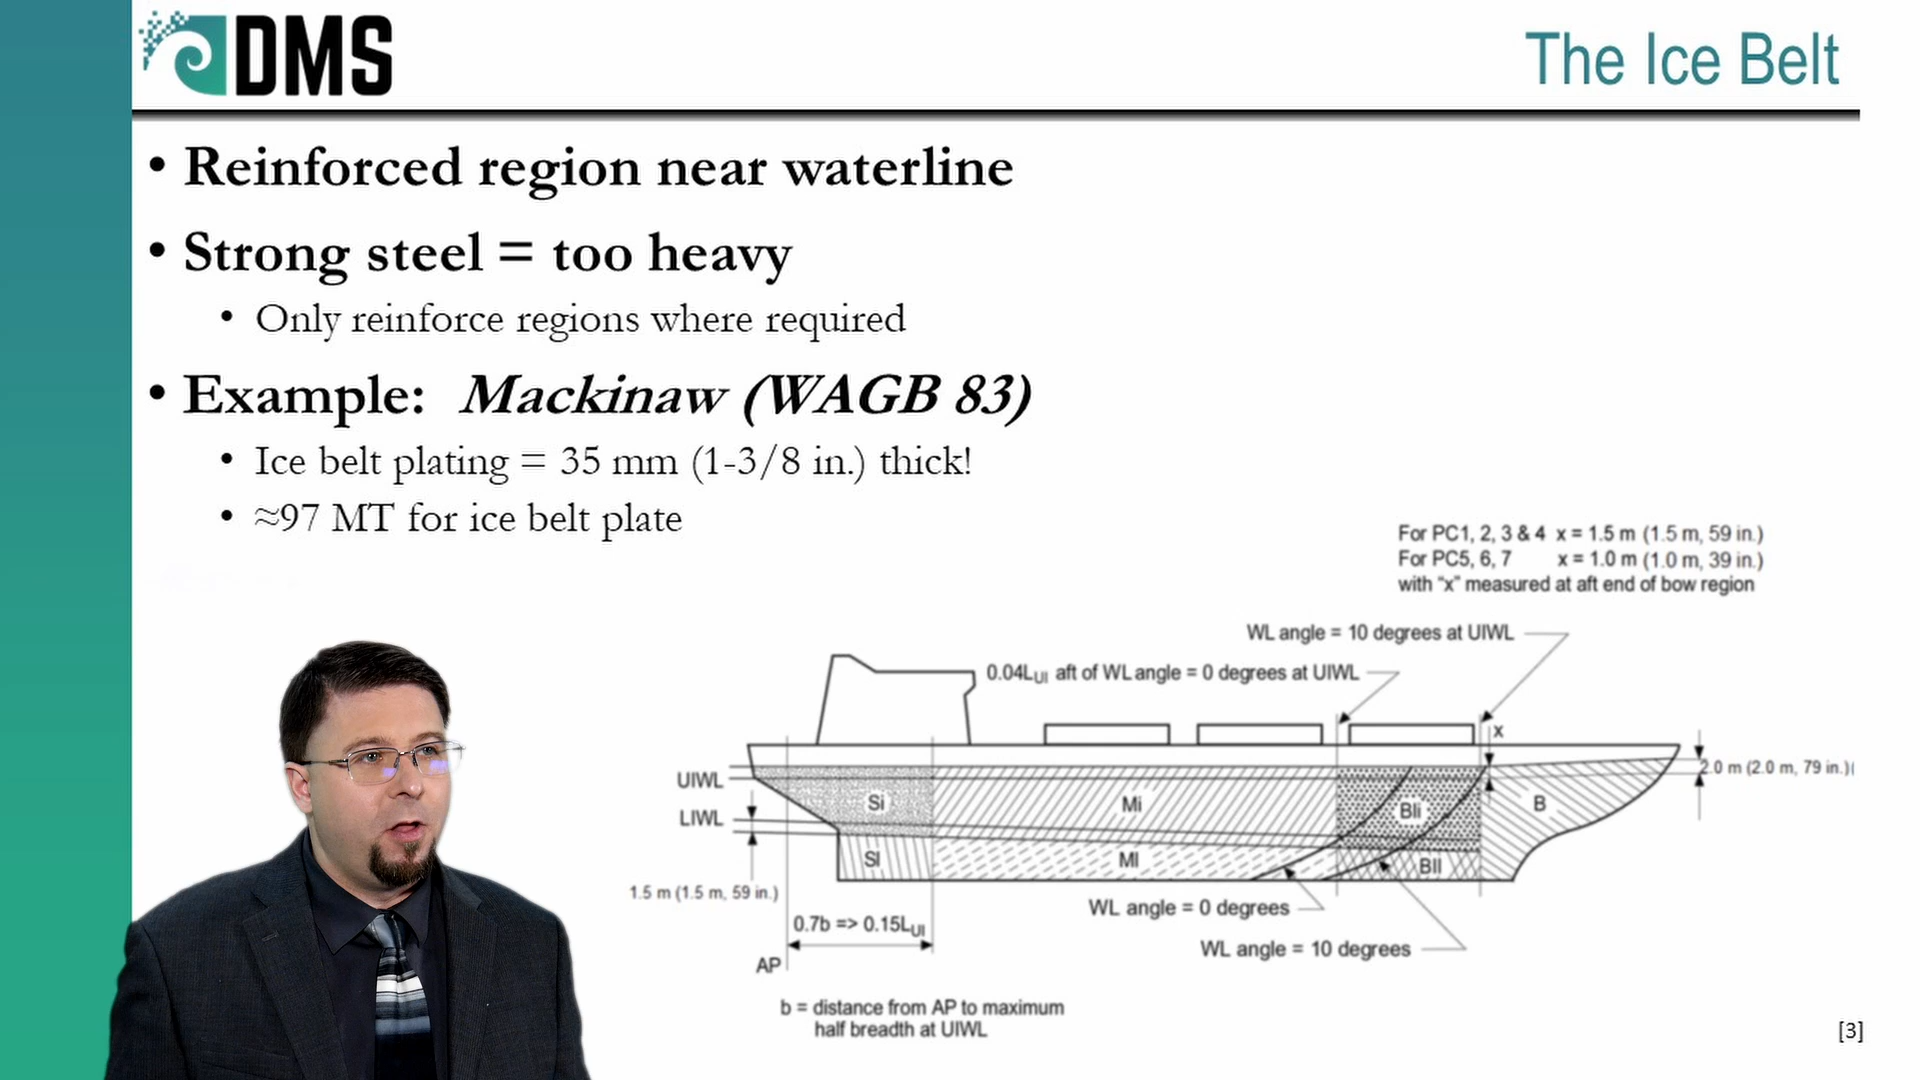 DMS
The Ice Belt
• Reinforced region near waterline
• Strong steel = too heavy
• Only reinforce regions where required
• Example: Mackinaw (WAGB 83)
• Ice belt plating = 35 mm (1-3/8 in.) thick!
• ≈97 MT for ice belt plate
For PC1, 2, 3 & 4 x = 1.5 m (1.5 m, 59 in.)
For PC5, 6, 7 x = 1.0 m (1.0 m, 39 in.)
with "x" measured at aft end of bow region
WL angle = 10 degrees at UIWL
0.04LUI aft of WL angle = 0 degrees at UIWL
x
2.0 m (2.0 m, 79 in.)(
UIWL
Si
Mi
BIi
B
LIWL
Sl
Ml
BIl
1.5 m (1.5 m, 59 in.)
WL angle = 0 degrees
0.7b => 0.15LUI
WL angle = 10 degrees
AP
b = distance from AP to maximum
half breadth at UIWL
[3]